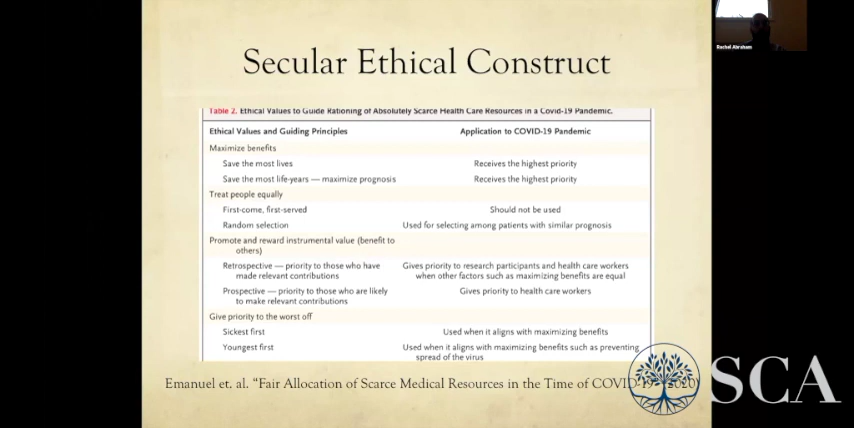 Rachel Abraham
Secular Ethical Construct
Table 2. Ethical Values to Guide Rationing of Absolutely Scarce Health Care Resources in a Covid-19 Pandemic.
Ethical Values and Guiding Principles Application to COVID-19 Pandemic
Maximize benefits
Save the most lives Receives the highest priority
Save the most life-years — maximize prognosis Receives the highest priority
Treat people equally
First-come, first-served Should not be used
Random selection Used for selecting among patients with similar prognosis
Promote and reward instrumental value (benefit to
others)
Retrospective — priority to those who have Gives priority to research participants and health care workers
made relevant contributions when other factors such as maximizing benefits are equal
Prospective — priority to those who are likely Gives priority to health care workers
to make relevant contributions
Give priority to the worst off
Sickest first Used when it aligns with maximizing benefits
Youngest first Used when it aligns with maximizing benefits such as preventing
spread of the virus
Emanuel et. al. “Fair Allocation of Scarce Medical Resources in the Time of COVID-19" 2020)
SCA